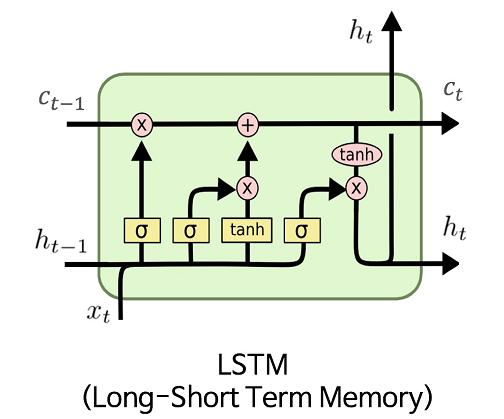 h_t
c_{t-1}
c_t
x
+
tanh
x
x
σ
σ
tanh
σ
h_{t-1}
h_t
x_t
LSTM
(Long-Short Term Memory)